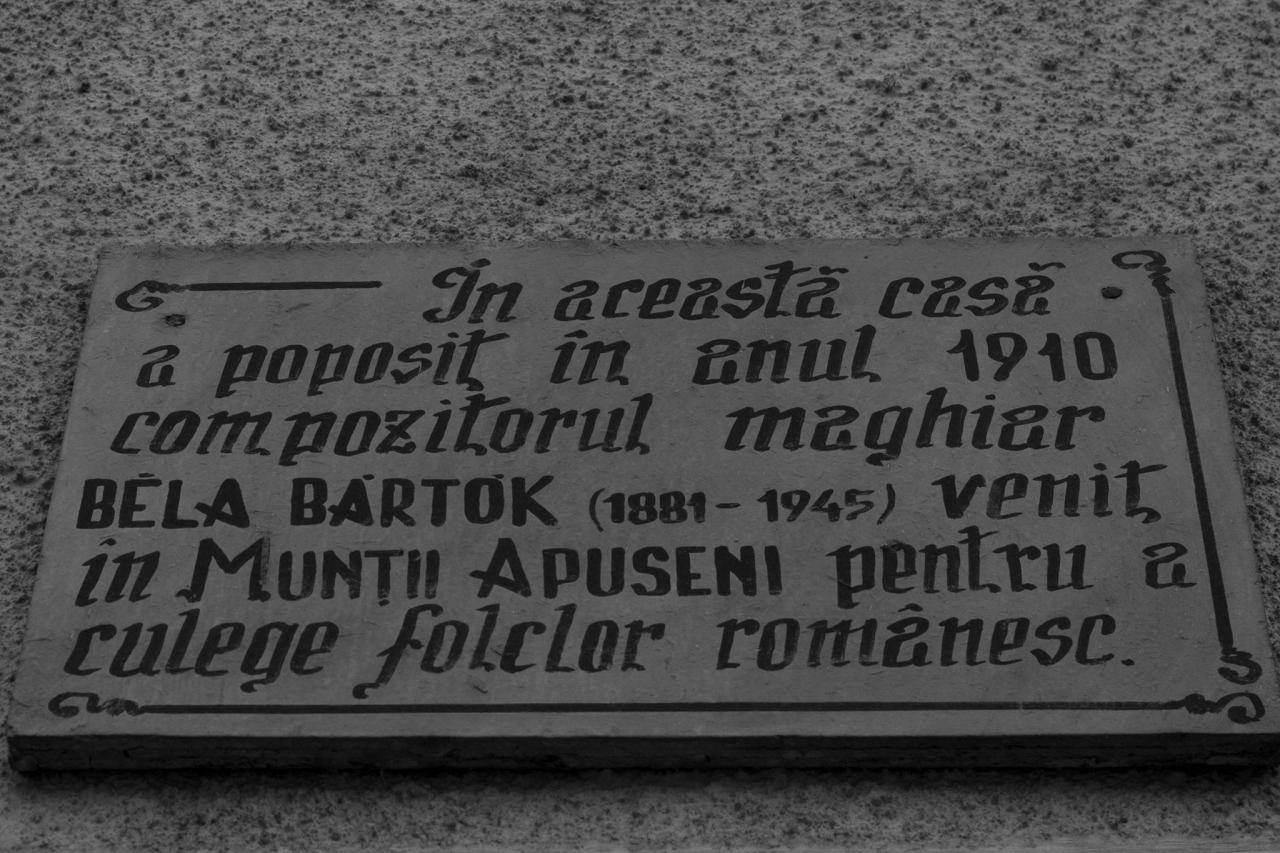 În această casă
a poposit în anul 1910
compozitorul maghiar
BÉLA BÁRTÓK (1881-1945) venit
în MUNȚII APUSENI pentru a
culege folclor românesc.